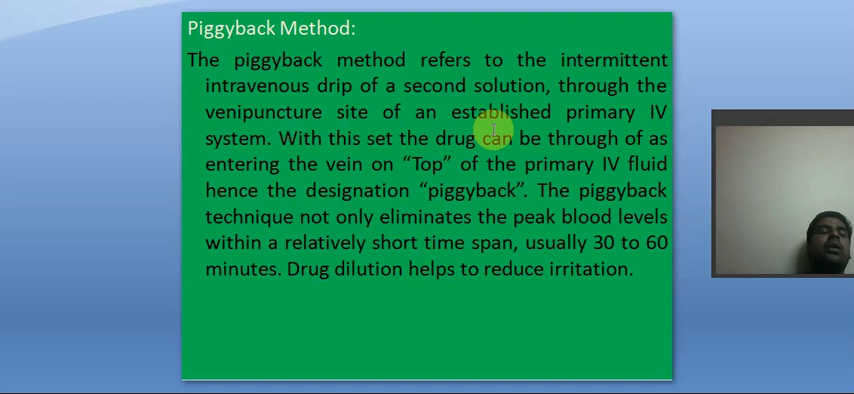 Piggyback Method:
The piggyback method refers to the intermittent
intravenous drip of a second solution, through the
venipuncture site of an established primary IV
system. With this set the drug can be through of as
entering the vein on “Top” of the primary IV fluid
hence the designation “piggyback”. The piggyback
technique not only eliminates the peak blood levels
within a relatively short time span, usually 30 to 60
minutes. Drug dilution helps to reduce irritation.